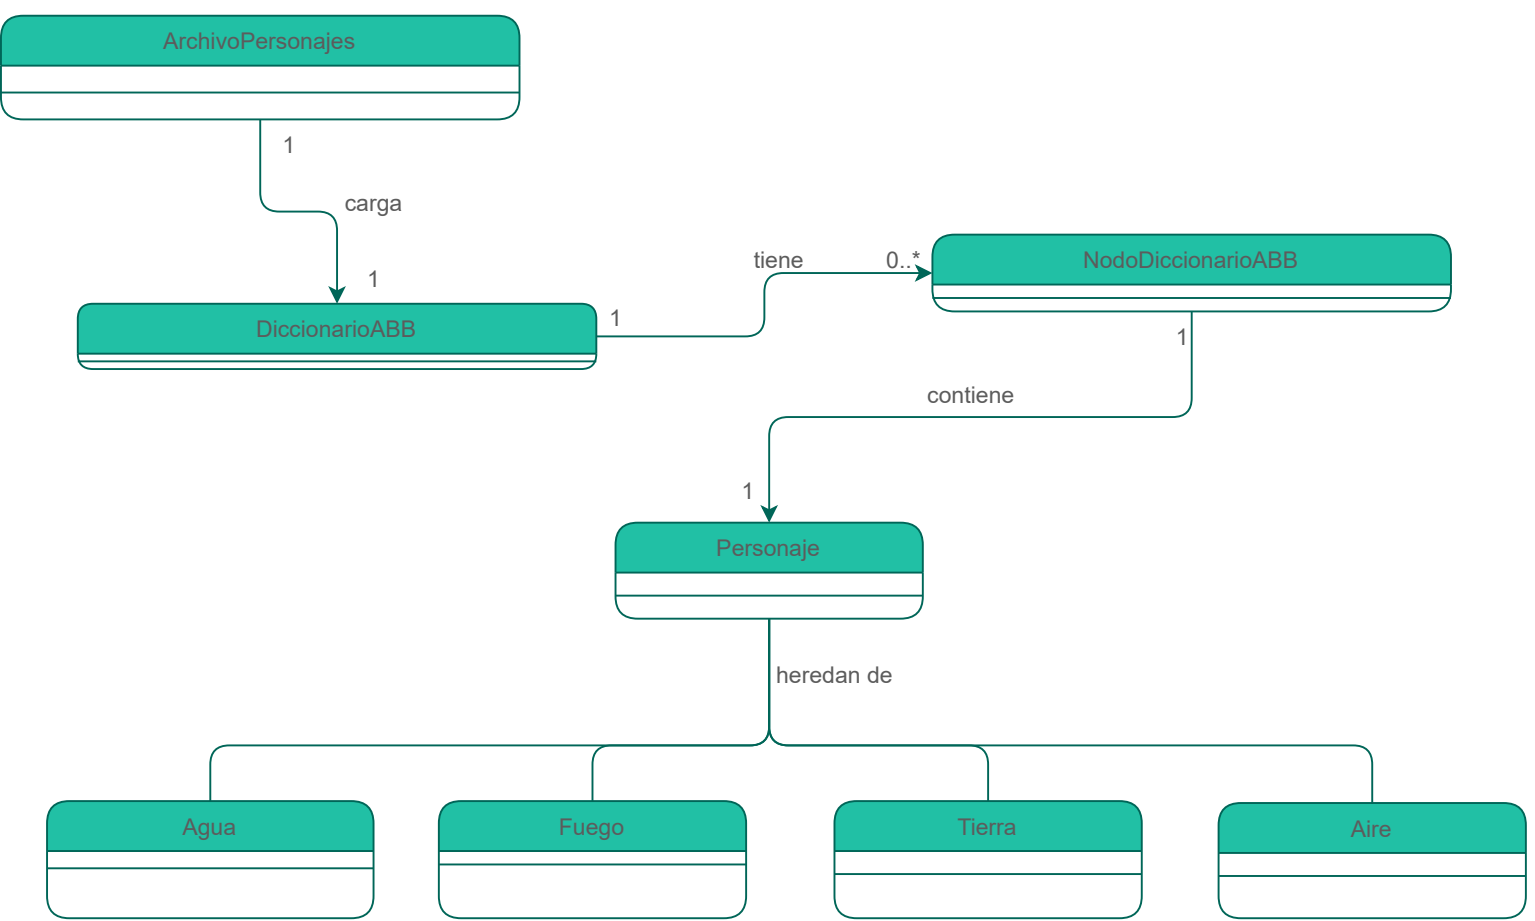 ArchivoPersonajes
1
carga
1
DiccionarioABB
1
tiene
0..*
NodoDiccionarioABB
1
contiene
1
Personaje
heredan de
Agua
Fuego
Tierra
Aire